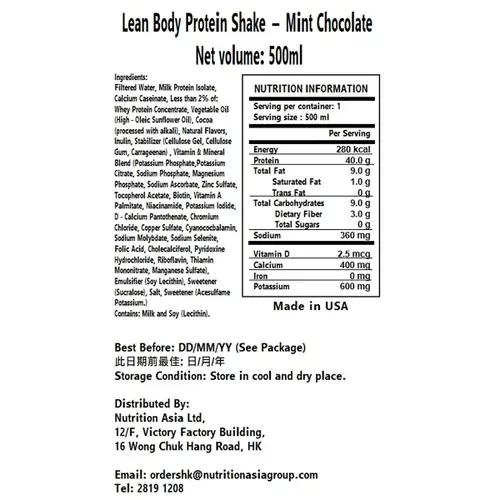 Lean Body Protein Shake – Mint Chocolate
Net volume: 500ml
Ingredients:
Filtered Water, Milk Protein Isolate,
Calcium Caseinate, Less than 2% of:
Whey Protein Concentrate, Vegetable Oil
(High - Oleic Sunflower Oil), Cocoa
(processed with alkali), Natural Flavors,
Inulin, Stabilizer (Cellulose Gel, Cellulose
Gum, Carrageenan) , Vitamin & Mineral
Blend (Potassium Phosphate,Potassium
Citrate, Sodium Phosphate, Magnesium
Phosphate, Sodium Ascorbate, Zinc Sulfate,
Tocopherol Acetate, Biotin, Vitamin A
Palmitate, Niacinamide, Potassium Iodide,
D - Calcium Pantothenate, Chromium
Chloride, Copper Sulfate, Cyanocobalamin,
Sodium Molybdate, Sodium Selenite,
Folic Acid, Cholecalciferol, Pyridoxine
Hydrochloride, Riboflavin, Thiamin
Mononitrate, Manganese Sulfate),
Emulsifier (Soy Lecithin), Sweetener
(Sucralose), Salt, Sweetener (Acesulfame
Potassium.)
Contains: Milk and Soy (Lecithin).
NUTRITION INFORMATION
Serving per container: 1
Serving size : 500 ml
Per Serving
Energy 280 kcal
Protein 40.0 g
Total Fat 9.0 g
Saturated Fat 1.0 g
Trans Fat 0 g
Total Carbohydrates 9.0 g
Dietary Fiber 3.0 g
Total Sugars 0 g
Sodium 360 mg
Vitamin D 2.5 mcg
Calcium 400 mg
Iron 0 mg
Potassium 600 mg
Made in USA
Best Before: DD/MM/YY (See Package)
此日期前最佳: 日/月/年
Storage Condition: Store in cool and dry place.
Distributed By:
Nutrition Asia Ltd,
12/F, Victory Factory Building,
16 Wong Chuk Hang Road, HK
Email: ordershk@nutritionasiagroup.com
Tel: 2819 1208